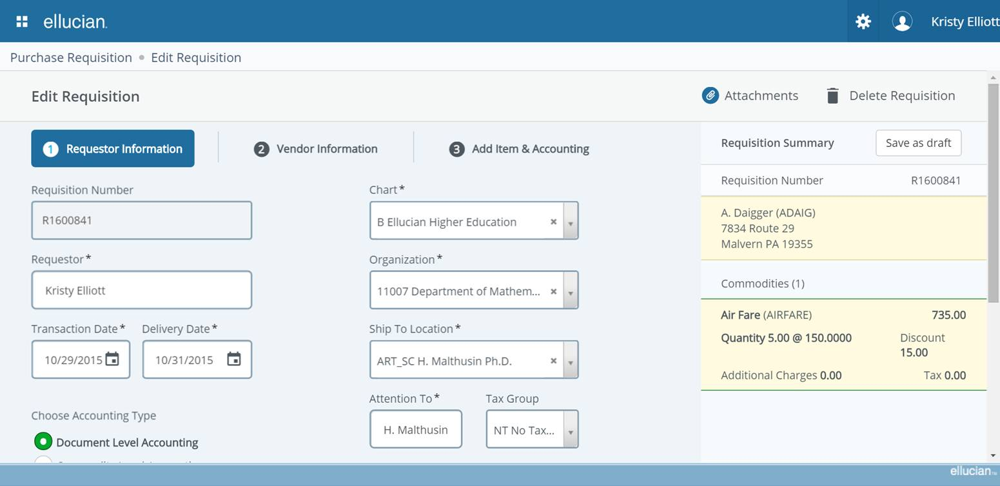 ellucian.
Kristy Elliott
Purchase Requisition • Edit Requisition
Edit Requisition
Attachments
Delete Requisition
1 Requestor Information
2 Vendor Information
3 Add Item & Accounting
Requisition Number
R1600841
Requestor*
Kristy Elliott
Transaction Date* Delivery Date*
10/29/2015 10/31/2015
Choose Accounting Type
Document Level Accounting
Chart*
B Ellucian Higher Education
Organization*
11007 Department of Mathem...
Ship To Location*
ART_SC H. Malthusin Ph.D.
Attention To* Tax Group
H. Malthusin NT No Tax...
Requisition Summary Save as draft
Requisition Number R1600841
A. Daigger (ADAIG)
7834 Route 29
Malvern PA 19355
Commodities (1)
Air Fare (AIRFARE) 735.00
Quantity 5.00 @ 150.0000 Discount
15.00
Additional Charges 0.00 Tax 0.00
ellucian™